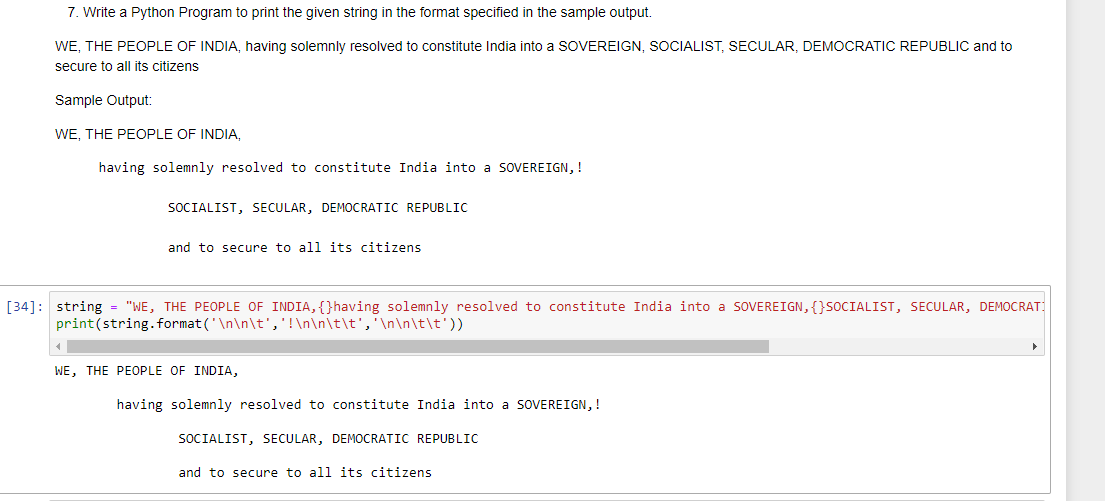 7. Write a Python Program to print the given string in the format specified in the sample output.
WE, THE PEOPLE OF INDIA, having solemnly resolved to constitute India into a SOVEREIGN, SOCIALIST, SECULAR, DEMOCRATIC REPUBLIC and to
secure to all its citizens
Sample Output:
WE, THE PEOPLE OF INDIA,
having solemnly resolved to constitute India into a SOVEREIGN,!
SOCIALIST, SECULAR, DEMOCRATIC REPUBLIC
and to secure to all its citizens
[34]: string = "WE, THE PEOPLE OF INDIA,{}having solemnly resolved to constitute India into a SOVEREIGN,{}SOCIALIST, SECULAR, DEMOCRATI
print(string.format('\n\n\t','!\n\n\t\t','\n\n\t\t'))
WE, THE PEOPLE OF INDIA,
having solemnly resolved to constitute India into a SOVEREIGN,!
SOCIALIST, SECULAR, DEMOCRATIC REPUBLIC
and to secure to all its citizens